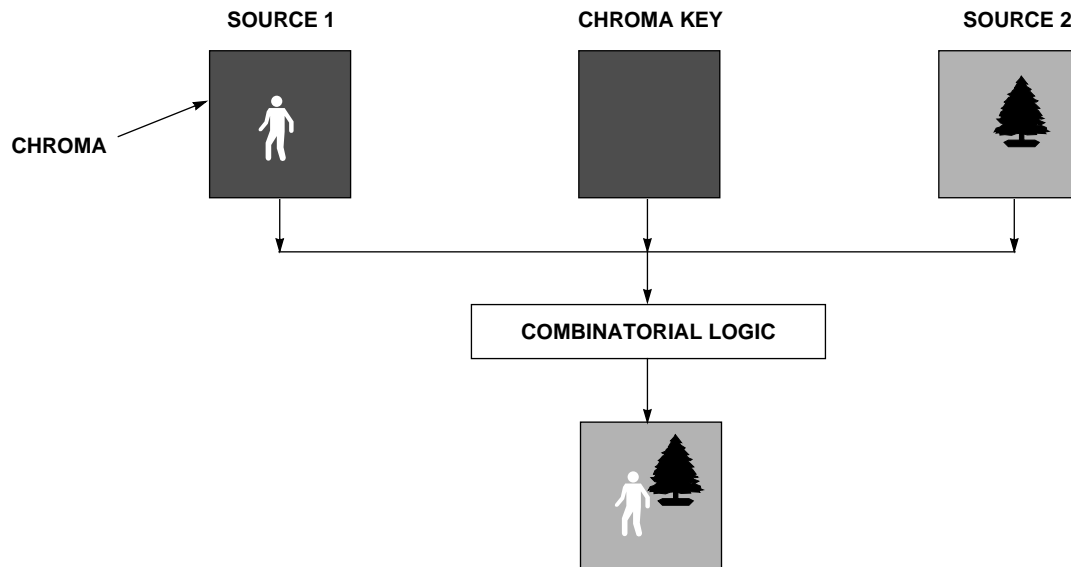 SOURCE 1
CHROMA KEY
SOURCE 2
CHROMA
COMBINATORIAL LOGIC